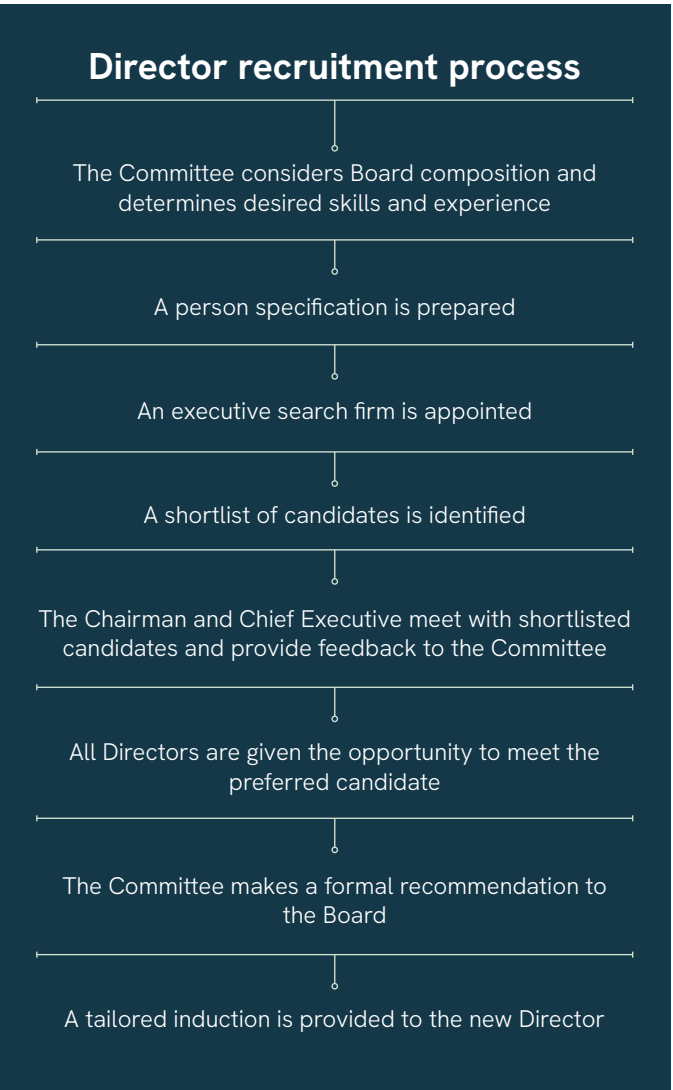 Director recruitment process
The Committee considers Board composition and
determines desired skills and experience
A person specification is prepared
An executive search firm is appointed
A shortlist of candidates is identified
The Chairman and Chief Executive meet with shortlisted
candidates and provide feedback to the Committee
All Directors are given the opportunity to meet the
preferred candidate
The Committee makes a formal recommendation to
the Board
A tailored induction is provided to the new Director